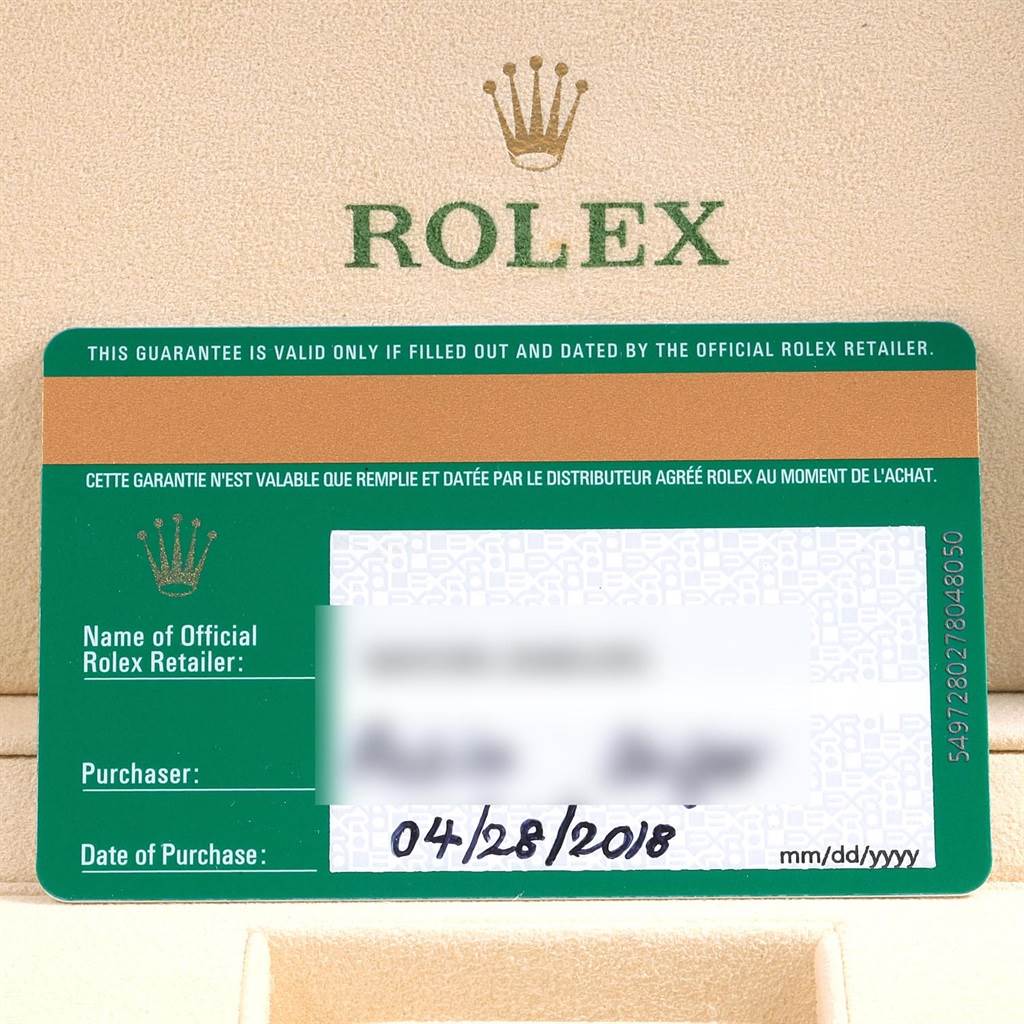 ROLEX
THIS GUARANTEE IS VALID ONLY IF FILLED OUT AND DATED BY THE OFFICIAL ROLEX RETAILER.
CETTE GARANTIE N'EST VALABLE QUE REMPLIE ET DATÉE PAR LE DISTRIBUTEUR AGRÉÉ ROLEX AU MOMENT DE L'ACHAT.
Name of Official
Rolex Retailer:
Purchaser:
Date of Purchase:
04/28/2018
mm/dd/yyyy
5497280278048050